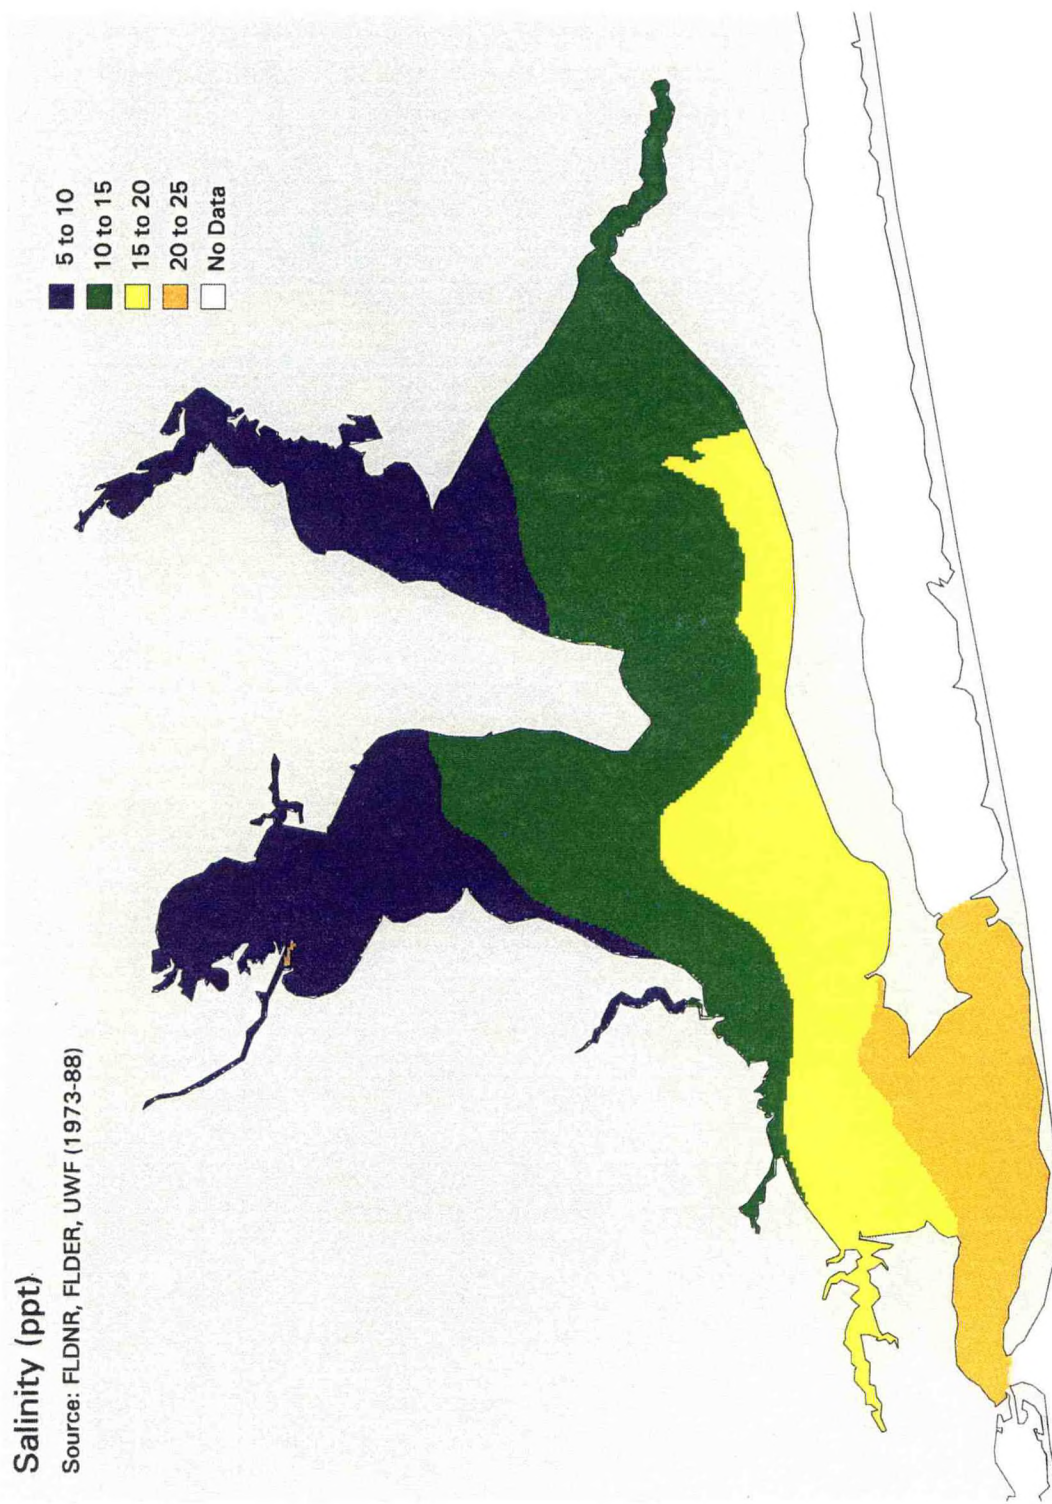 Salinity (ppt)
Source: FLDNR, FLDER, UWF (1973-88)
5 to 10
10 to 15
15 to 20
20 to 25
No Data